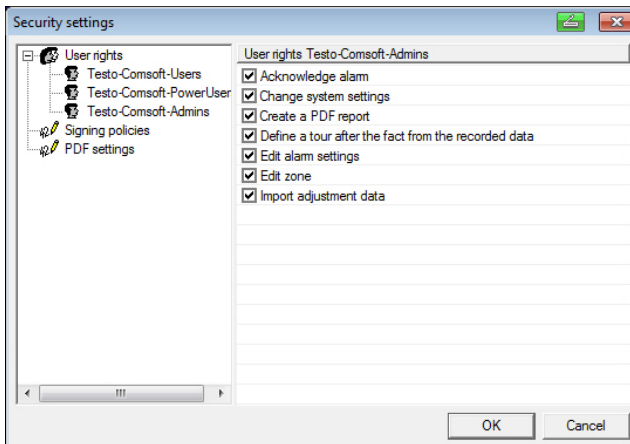 Security settings
User rights
Testo-Comsoft-Users
Testo-Comsoft-PowerUser
Testo-Comsoft-Admins
Signing policies
PDF settings
User rights Testo-Comsoft-Admins
Acknowledge alarm
Change system settings
Create a PDF report
Define a tour after the fact from the recorded data
Edit alarm settings
Edit zone
Import adjustment data
OK
Cancel